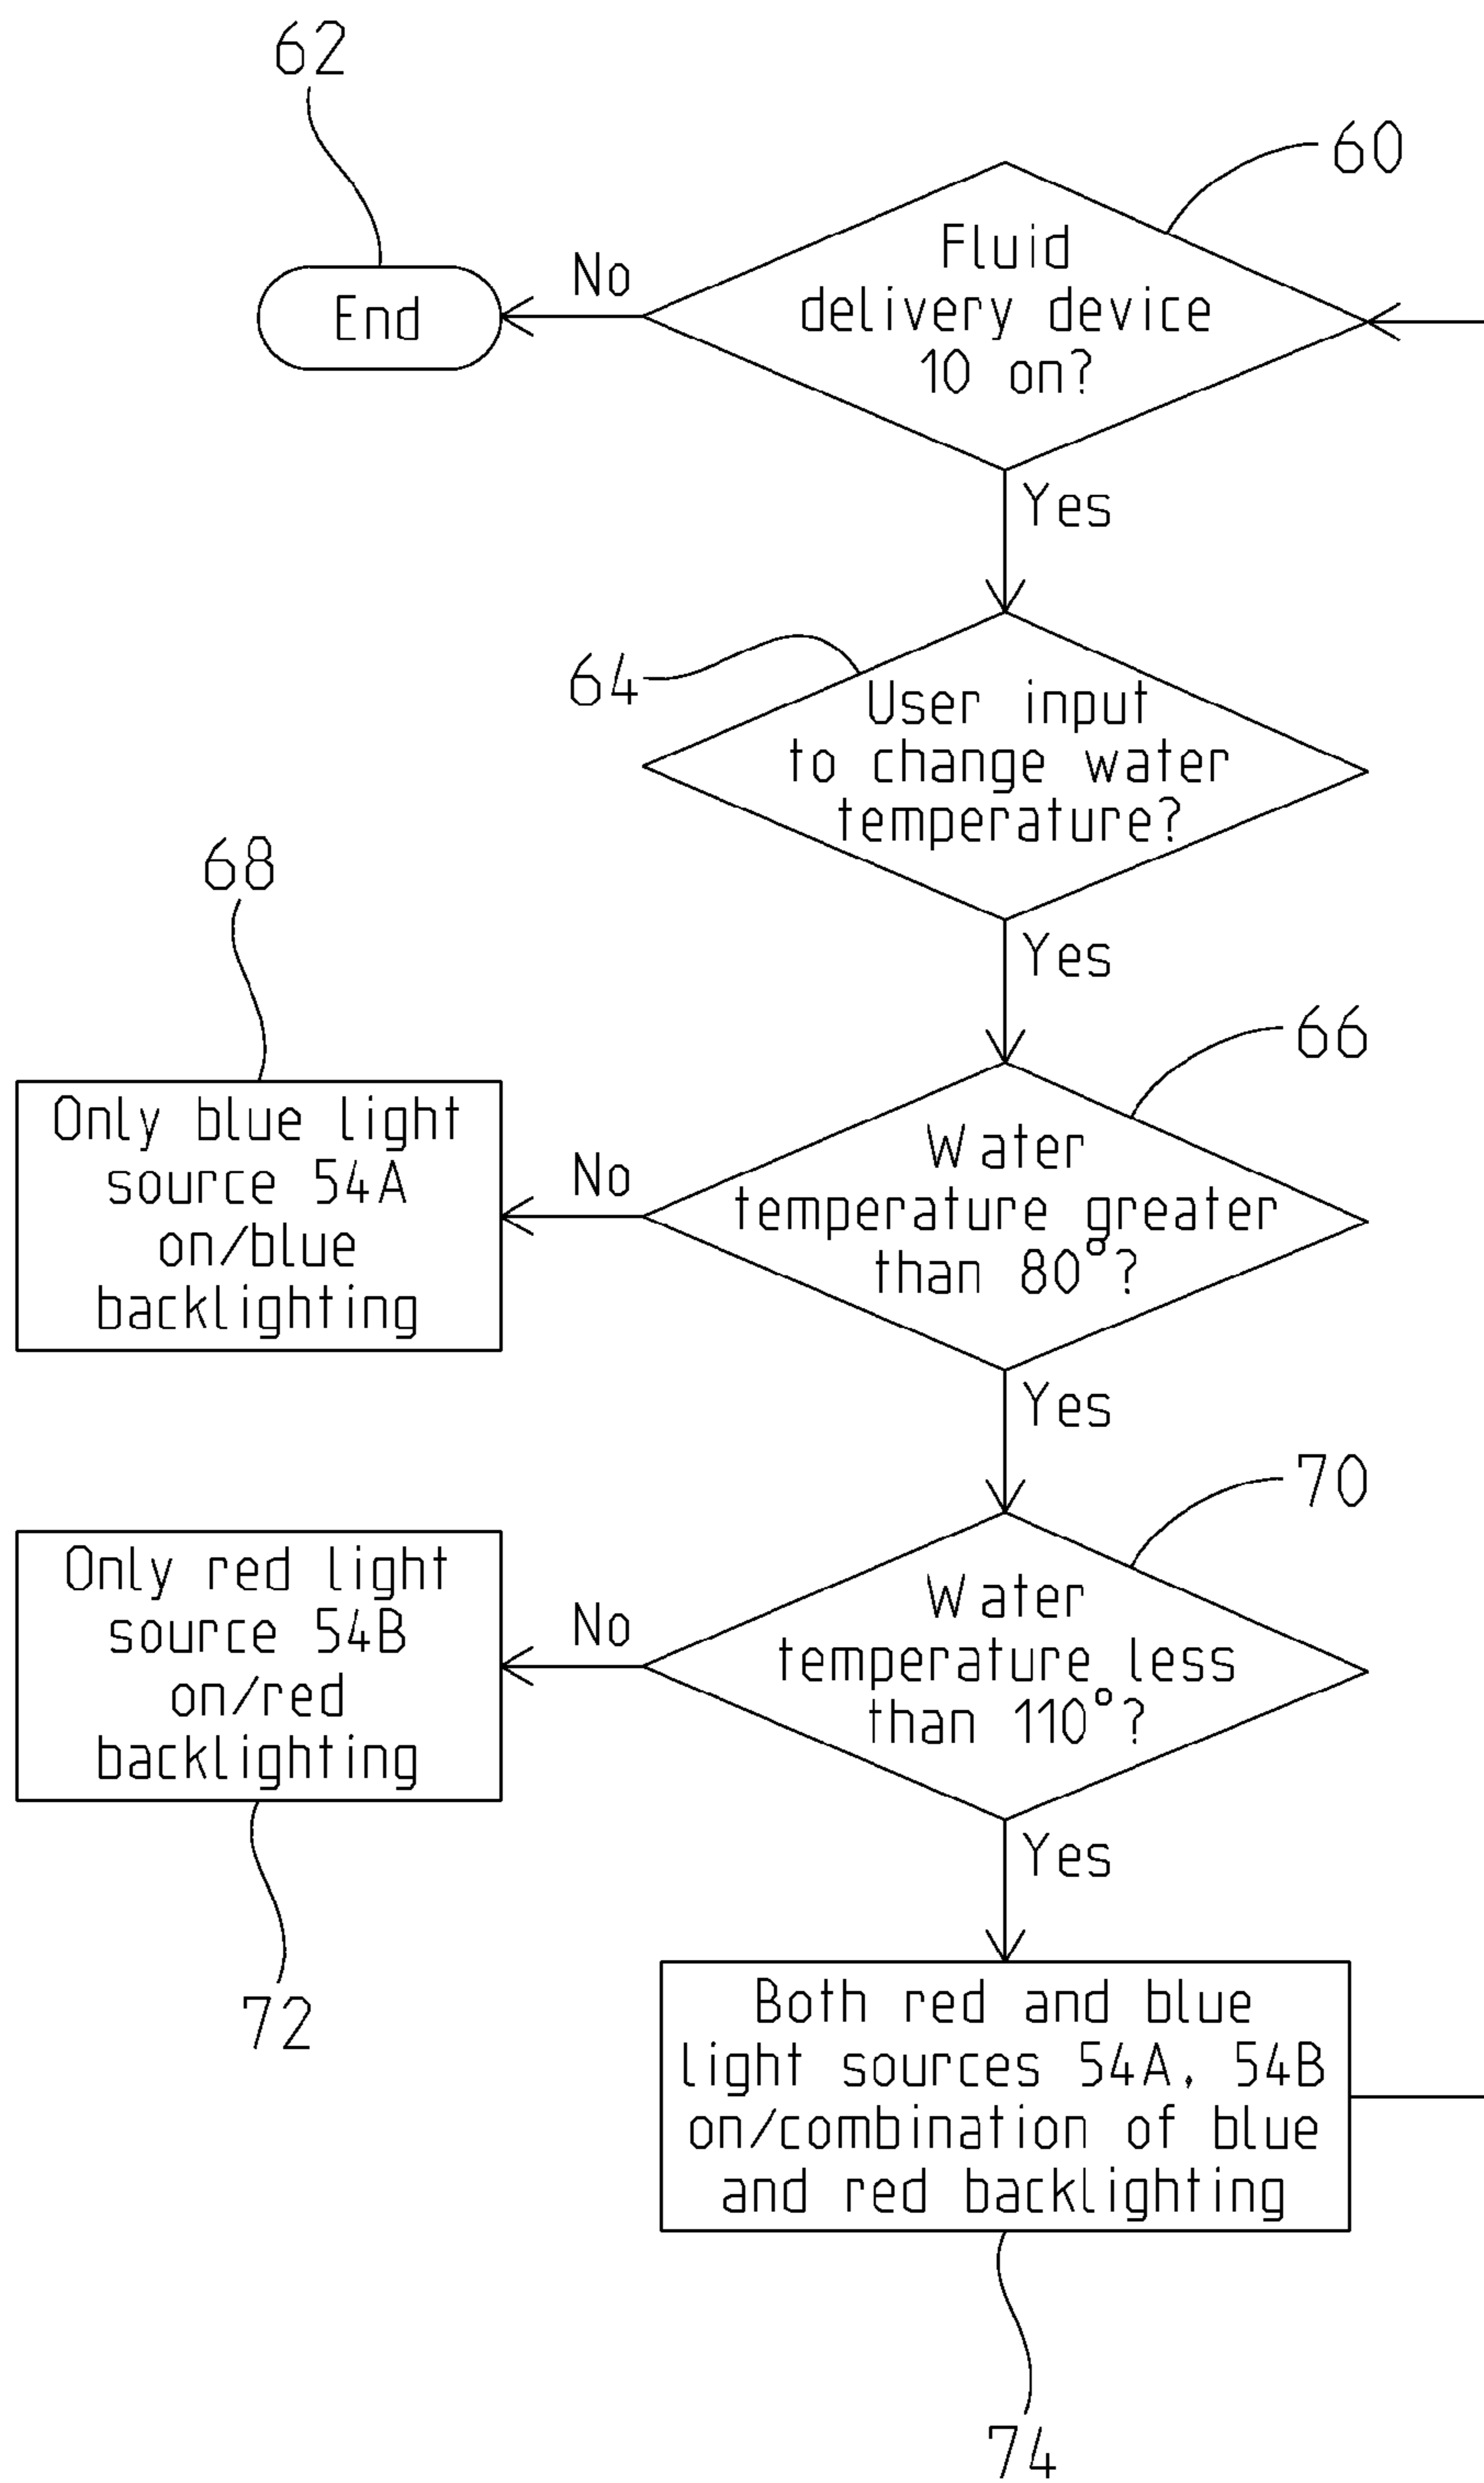 62
60
Fluid
delivery device
10 on?
No
End
Yes
64
User input
to change water
temperature?
Yes
68
66
Only blue light
source 54A
on/blue
backlighting
No
Water
temperature greater
than 80°?
Yes
70
Only red light
source 54B
on/red
backlighting
No
Water
temperature less
than 110°?
Yes
72
Both red and blue
light sources 54A, 54B
on/combination of blue
and red backlighting
74